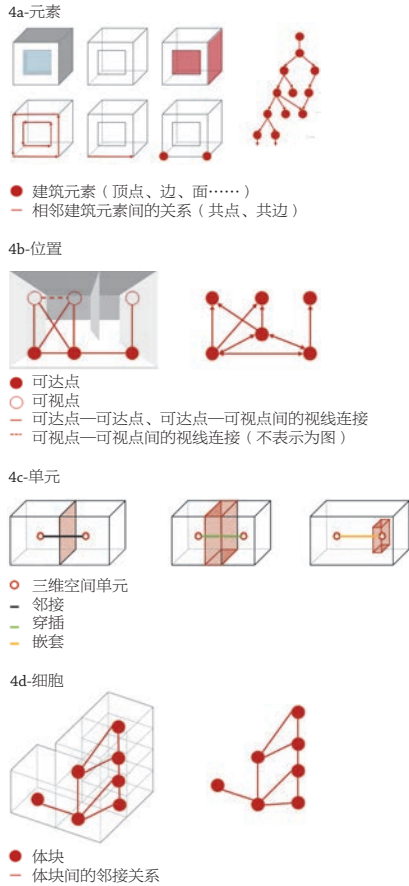 4a-元素
建筑元素（顶点、边、面……）
相邻建筑元素间的关系（共点、共边）
4b-位置
可达点
可视点
可达点—可达点、可达点—可视点间的视线连接
可视点—可视点间的视线连接（不表示为图）
4c-单元
三维空间单元
邻接
穿插
嵌套
4d-细胞
体块
体块间的邻接关系